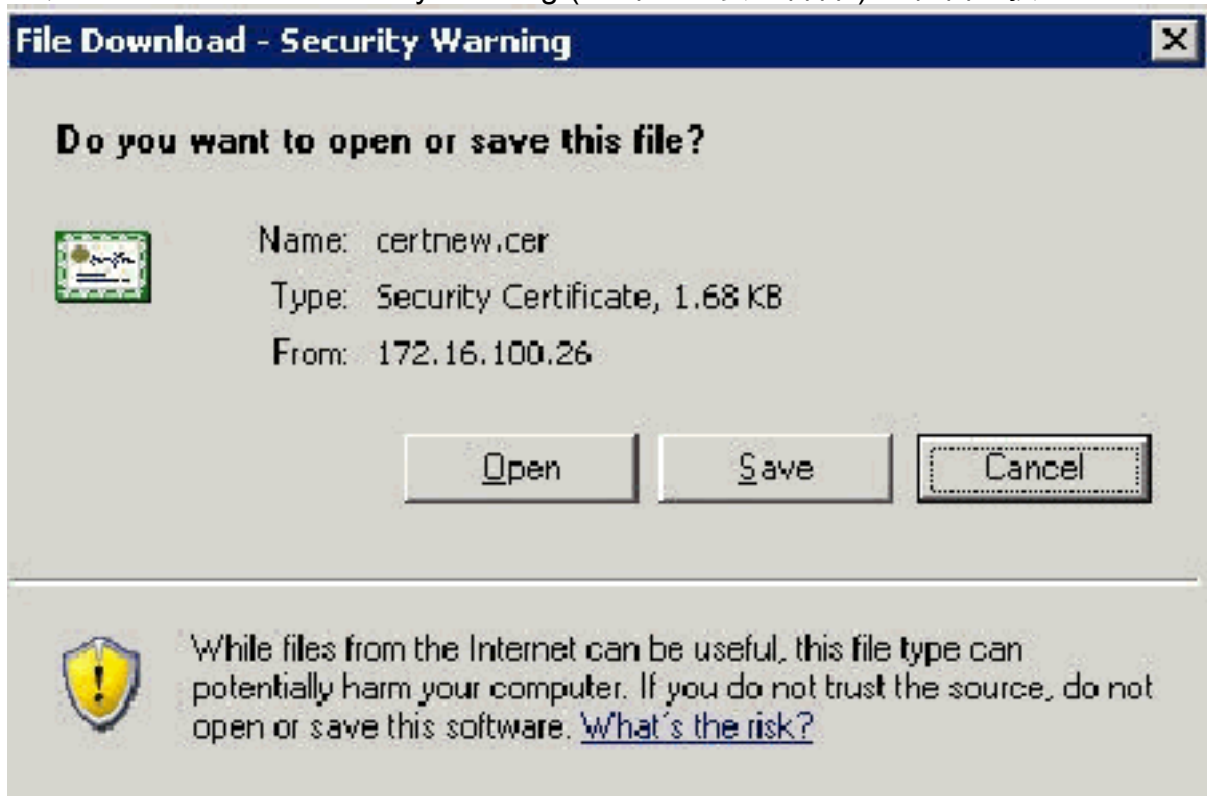 File Download - Security Warning
Do you want to open or save this file?
Name: certnew.cer
Type: Security Certificate, 1.68 KB
From: 172.16.100.26
Open Save Cancel
While files from the Internet can be useful, this file type can
potentially harm your computer. If you do not trust the source, do not
open or save this software. What's the risk?